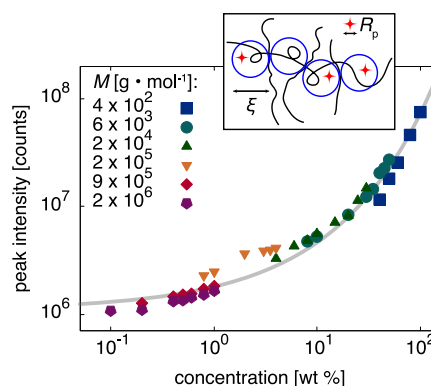 R_p
ξ
M [g • mol⁻¹]:
4 x 10²
6 x 10³
2 x 10⁴
2 x 10⁵
9 x 10⁵
2 x 10⁶
peak intensity [counts]
10⁸
10⁷
10⁶
10⁻¹
10⁰
10¹
10²
concentration [wt %]